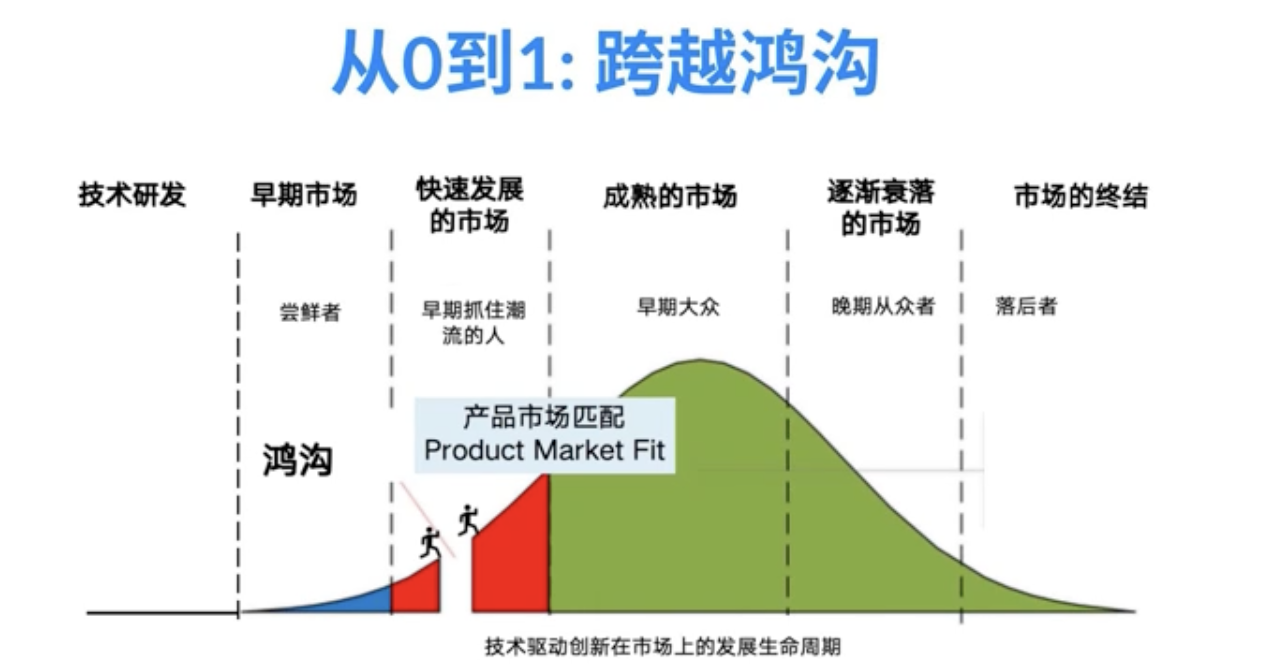 从0到1: 跨越鸿沟
技术研发
早期市场
快速发展
的市场
成熟的市场
逐渐衰落
的市场
市场的终结
尝鲜者
早期抓住潮
流的人
早期大众
晚期从众者
落后者
产品市场匹配
Product Market Fit
鸿沟
技术驱动创新在市场上的发展生命周期